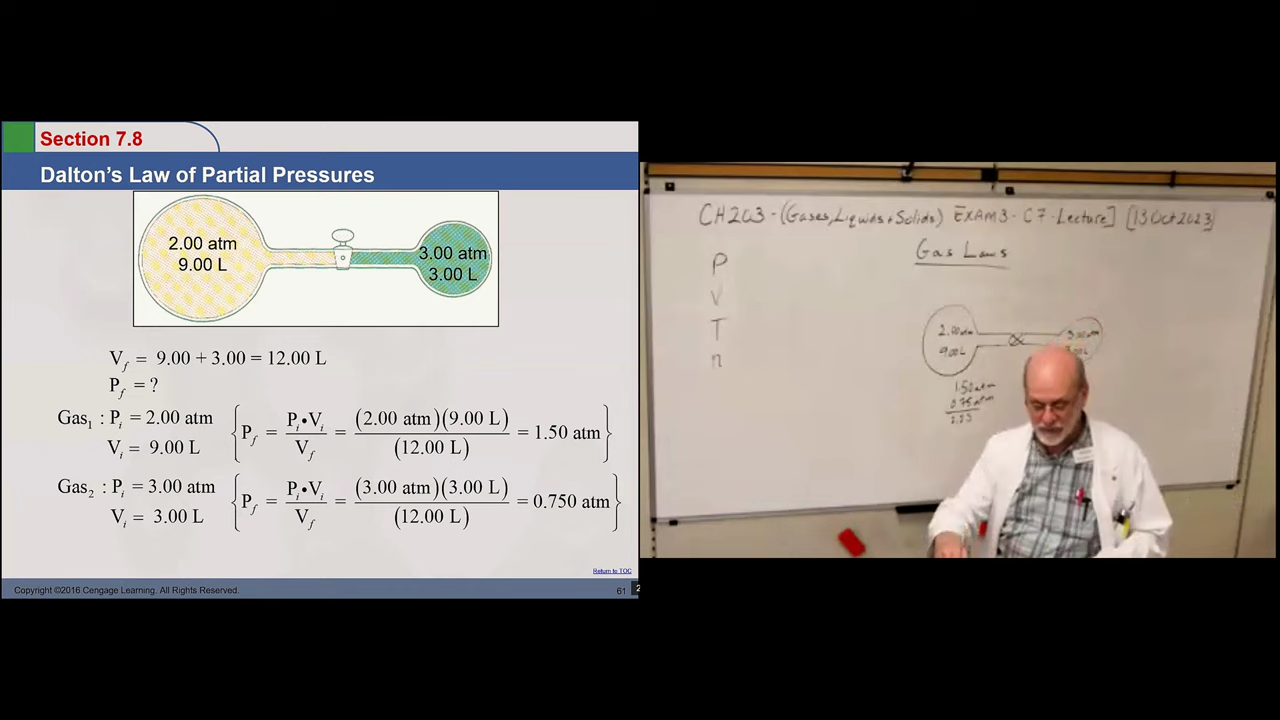 Section 7.8
Dalton's Law of Partial Pressures
2.00 atm
9.00 L
3.00 atm
3.00 L
V_f = 9.00 + 3.00 = 12.00 L
P_f = ?
Gas₁ : P_i = 2.00 atm
V_i = 9.00 L
{P_f = P_i•V_i / V_f = (2.00 atm)(9.00 L) / (12.00 L) = 1.50 atm}
Gas₂ : P_i = 3.00 atm
V_i = 3.00 L
{P_f = P_i•V_i / V_f = (3.00 atm)(3.00 L) / (12.00 L) = 0.750 atm}
Return to TOC
Copyright ©2016 Cengage Learning. All Rights Reserved.
61
CH203 - (Gases, Liquids + Solids) EXAM3 - C7 - Lecture] [13 Oct 2023]
Gas Laws
P
V
T
n
2.00 atm
9.00 L
3.00 atm
1.50 atm
0.75 atm